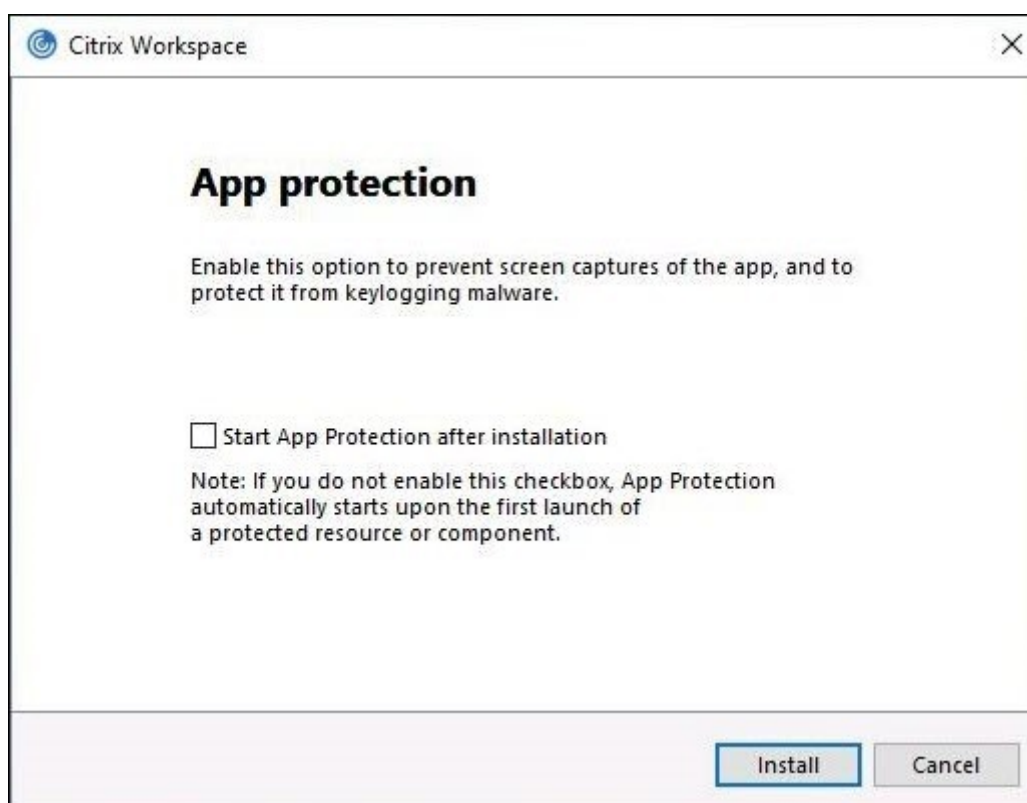 Citrix Workspace
App protection
Enable this option to prevent screen captures of the app, and to
protect it from keylogging malware.
Start App Protection after installation
Note: If you do not enable this checkbox, App Protection
automatically starts upon the first launch of
a protected resource or component.
Install Cancel